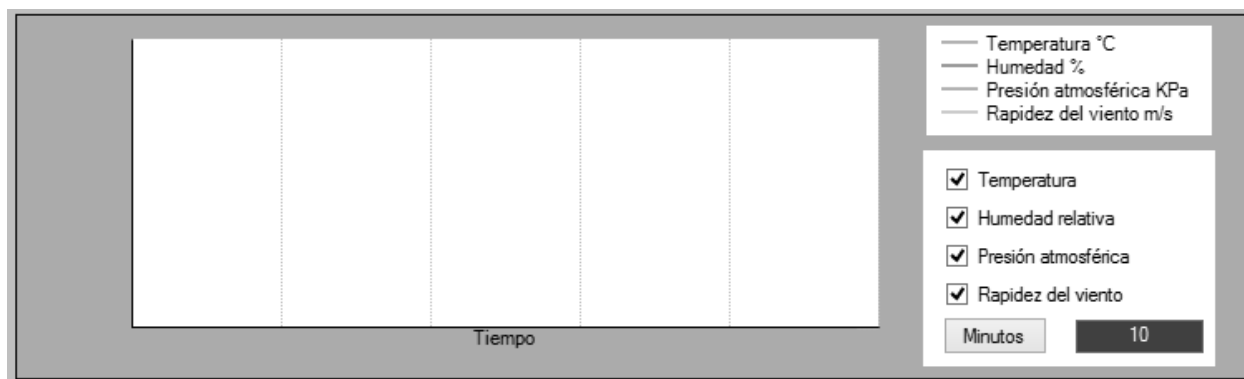 Temperatura °C
Humedad %
Presión atmosférica KPa
Rapidez del viento m/s
Temperatura
Humedad relativa
Presión atmosférica
Rapidez del viento
Minutos 10
Tiempo